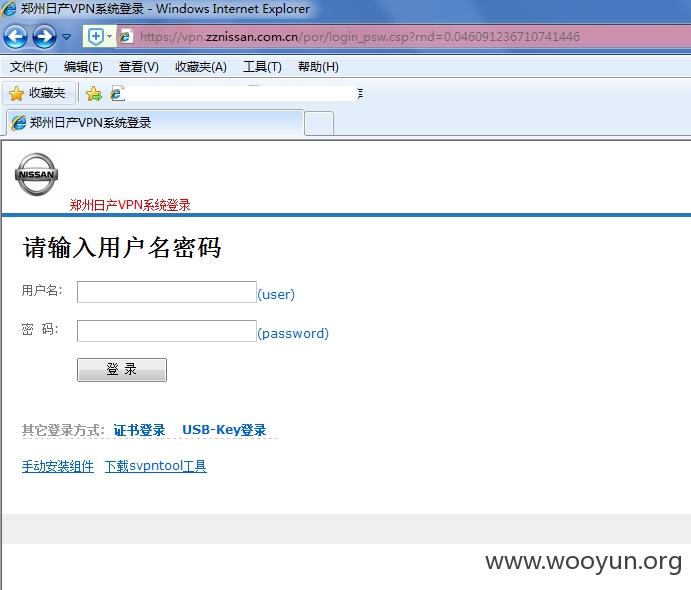 郑州日产VPN系统登录 - Windows Internet Explorer
https://vpn.zznissan.com.cn/por/login_psw.csp?rnd=0.046091236710741446
文件(F) 编辑(E) 查看(V) 收藏夹(A) 工具(T) 帮助(H)
收藏夹
郑州日产VPN系统登录
NISSAN
郑州日产VPN系统登录
请输入用户名密码
用户名: (user)
密 码: (password)
登 录
其它登录方式: 证书登录 USB-Key登录
手动安装组件 下载svpntool工具
www.wooyun.org